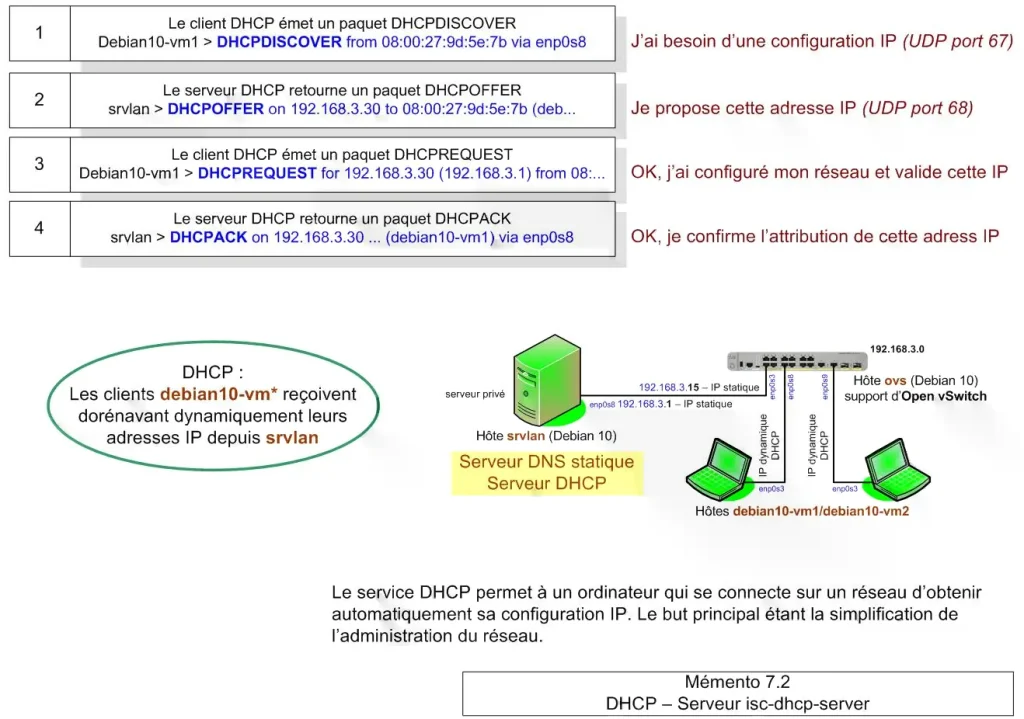 1
Le client DHCP émet un paquet DHCPDISCOVER
Debian10-vm1 > DHCPDISCOVER from 08:00:27:9d:5e:7b via enp0s8
J'ai besoin d'une configuration IP (UDP port 67)
2
Le serveur DHCP retourne un paquet DHCPOFFER
srvlan > DHCPOFFER on 192.168.3.30 to 08:00:27:9d:5e:7b (deb...
Je propose cette adresse IP (UDP port 68)
3
Le client DHCP émet un paquet DHCPREQUEST
Debian10-vm1 > DHCPREQUEST for 192.168.3.30 (192.168.3.1) from 08:...
OK, j'ai configuré mon réseau et valide cette IP
4
Le serveur DHCP retourne un paquet DHCPACK
srvlan > DHCPACK on 192.168.3.30 ... (debian10-vm1) via enp0s8
OK, je confirme l'attribution de cette adress IP
DHCP :
Les clients debian10-vm* reçoivent
dorénavant dynamiquement leurs
adresses IP depuis srvlan
serveur privé
Hôte srvlan (Debian 10)
Serveur DNS statique
Serveur DHCP
192.168.3.15 – IP statique
enp0s8 192.168.3.1 – IP statique
192.168.3.0
enp0s3
enp0s8
enp0s9
Hôte ovs (Debian 10)
support d'Open vSwitch
IP dynamique
DHCP
IP dynamique
DHCP
enp0s3
enp0s3
Hôtes debian10-vm1/debian10-vm2
Le service DHCP permet à un ordinateur qui se connecte sur un réseau d'obtenir
automatiquement sa configuration IP. Le but principal étant la simplification de
l'administration du réseau.
Mémento 7.2
DHCP – Serveur isc-dhcp-server